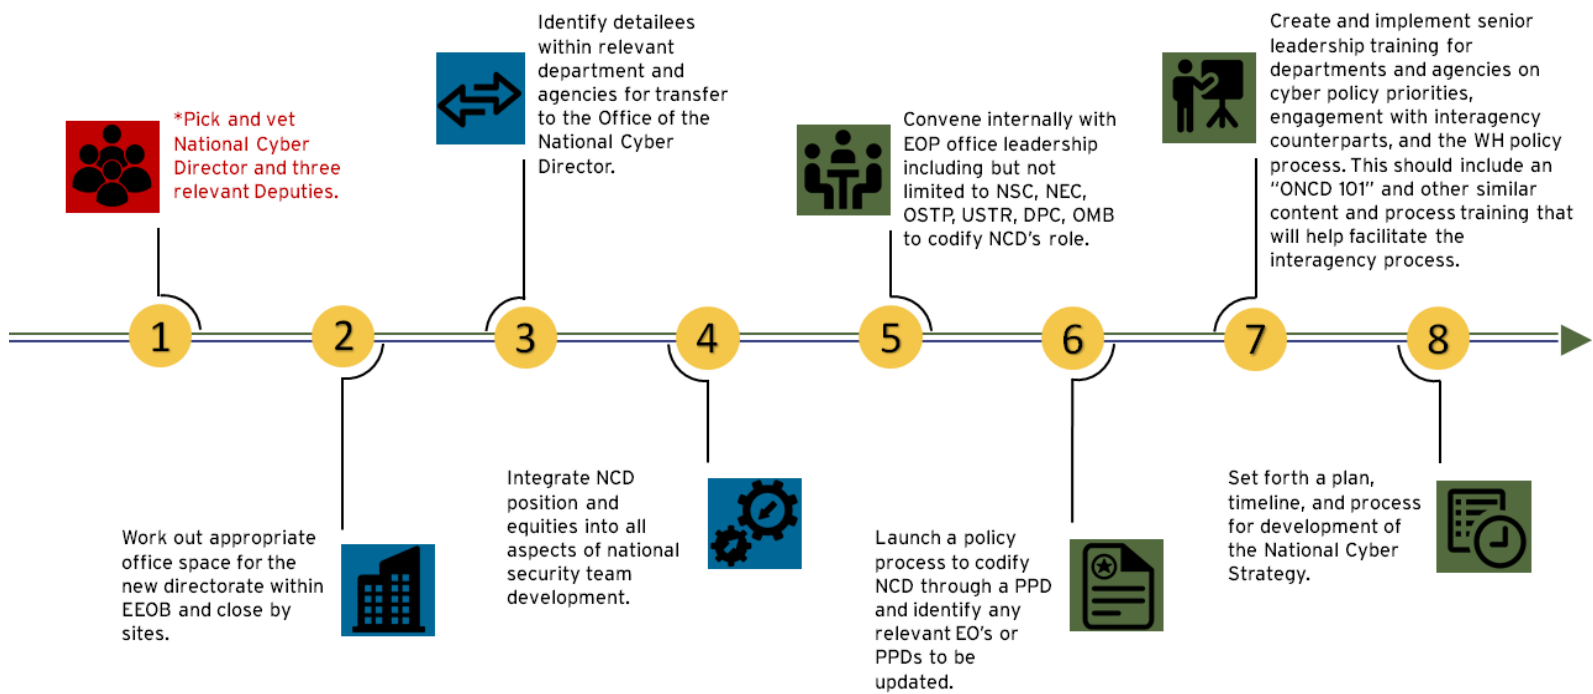 *Pick and vet
National Cyber
Director and three
relevant Deputies.
Identify detailees
within relevant
department and
agencies for transfer
to the Office of the
National Cyber
Director.
Convene internally with
EOP office leadership
including but not
limited to NSC, NEC,
OSTP, USTR, DPC, OMB
to codify NCD's role.
Create and implement senior
leadership training for
departments and agencies on
cyber policy priorities,
engagement with interagency
counterparts, and the WH policy
process. This should include an
“ONCD 101” and other similar
content and process training that
will help facilitate the
interagency process.
1
2
3
4
5
6
7
8
Work out appropriate
office space for the
new directorate within
EEOB and close by
sites.
Integrate NCD
position and
equities into all
aspects of national
security team
development.
Launch a policy
process to codify
NCD through a PPD
and identify any
relevant EO's or
PPDs to be
updated.
Set forth a plan,
timeline, and process
for development of
the National Cyber
Strategy.